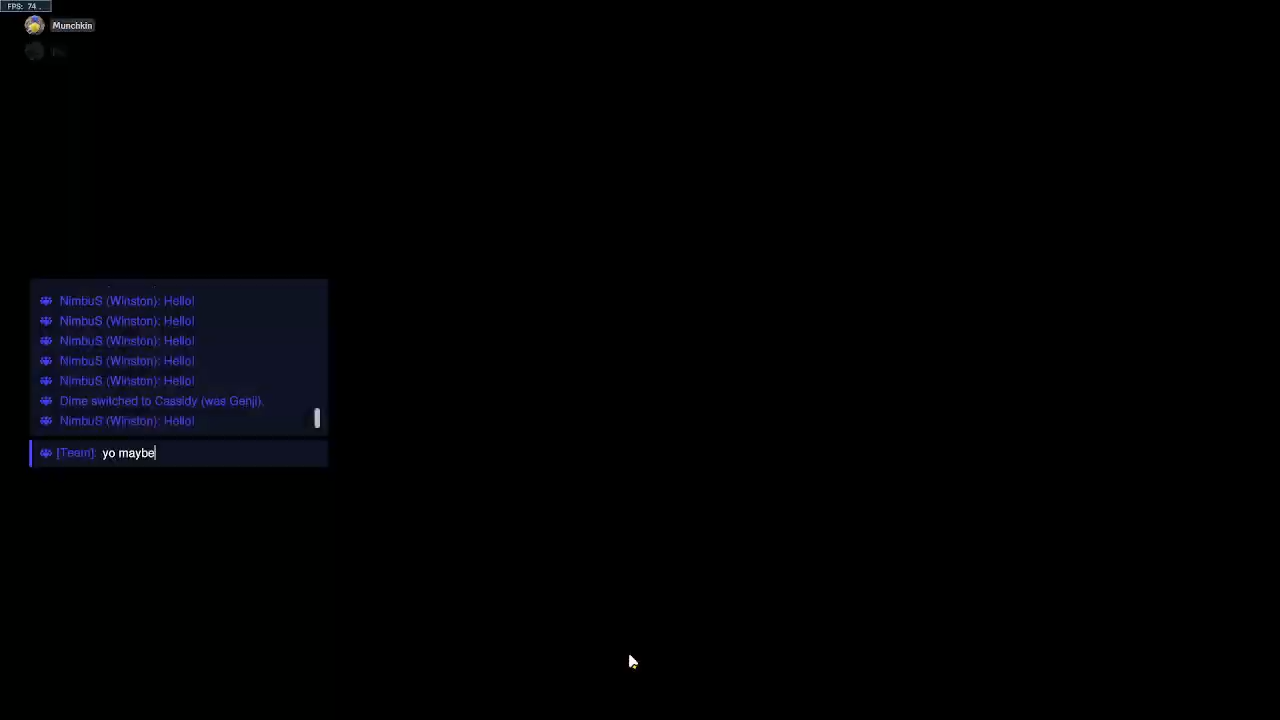 FPS: 74
Munchkin
NimbuS (Winston): Hello!
NimbuS (Winston): Hello!
NimbuS (Winston): Hello!
NimbuS (Winston): Hello!
NimbuS (Winston): Hello!
Dime switched to Cassidy (was Genji).
NimbuS (Winston): Hello!
[Team]: yo maybe